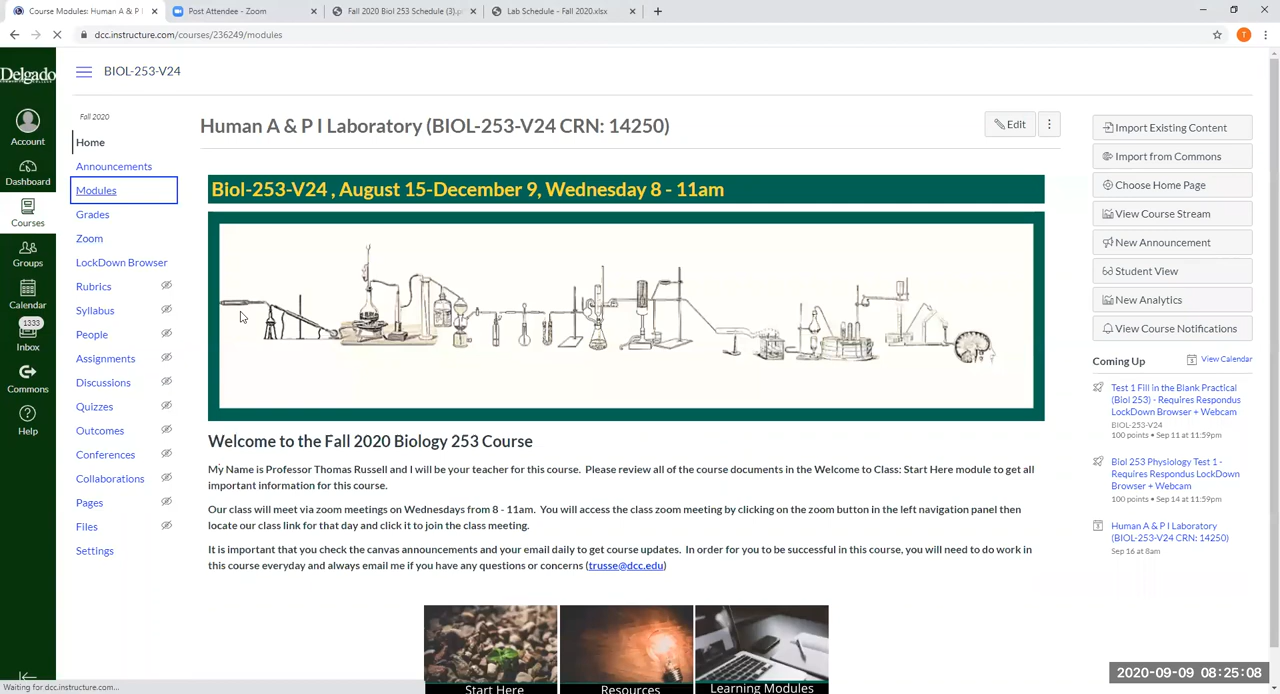 Course Modules: Human A & P I
Post Attendee - Zoom
Fall 2020 Biol 253 Schedule (3).p
Lab Schedule - Fall 2020.xlsx
dcc.instructure.com/courses/236249/modules
T
Delgado
BIOL-253-V24
Account
Dashboard
Courses
Groups
Calendar
1333
Inbox
Commons
Help
Fall 2020
Home
Announcements
Modules
Grades
Zoom
LockDown Browser
Rubrics
Syllabus
People
Assignments
Discussions
Quizzes
Outcomes
Conferences
Collaborations
Pages
Files
Settings
Human A & P I Laboratory (BIOL-253-V24 CRN: 14250)
Edit
Biol-253-V24 , August 15-December 9, Wednesday 8 - 11am
Welcome to the Fall 2020 Biology 253 Course
My Name is Professor Thomas Russell and I will be your teacher for this course. Please review all of the course documents in the Welcome to Class: Start Here module to get all
important information for this course.
Our class will meet via zoom meetings on Wednesdays from 8 - 11am. You will access the class zoom meeting by clicking on the zoom button in the left navigation panel then
locate our class link for that day and click it to join the class meeting.
It is important that you check the canvas announcements and your email daily to get course updates. In order for you to be successful in this course, you will need to do work in
this course everyday and always email me if you have any questions or concerns (trusse@dcc.edu)
Start Here
Resources
Learning Modules
Import Existing Content
Import from Commons
Choose Home Page
View Course Stream
New Announcement
Student View
New Analytics
View Course Notifications
Coming Up
View Calendar
Test 1 Fill in the Blank Practical
(Biol 253) - Requires Respondus
LockDown Browser + Webcam
BIOL-253-V24
100 points • Sep 11 at 11:59pm
Biol 253 Physiology Test 1 -
Requires Respondus LockDown
Browser + Webcam
100 points • Sep 14 at 11:59pm
Human A & P I Laboratory
(BIOL-253-V24 CRN: 14250)
Sep 16 at 8am
Waiting for dcc.instructure.com...
2020-09-09 08:25:08